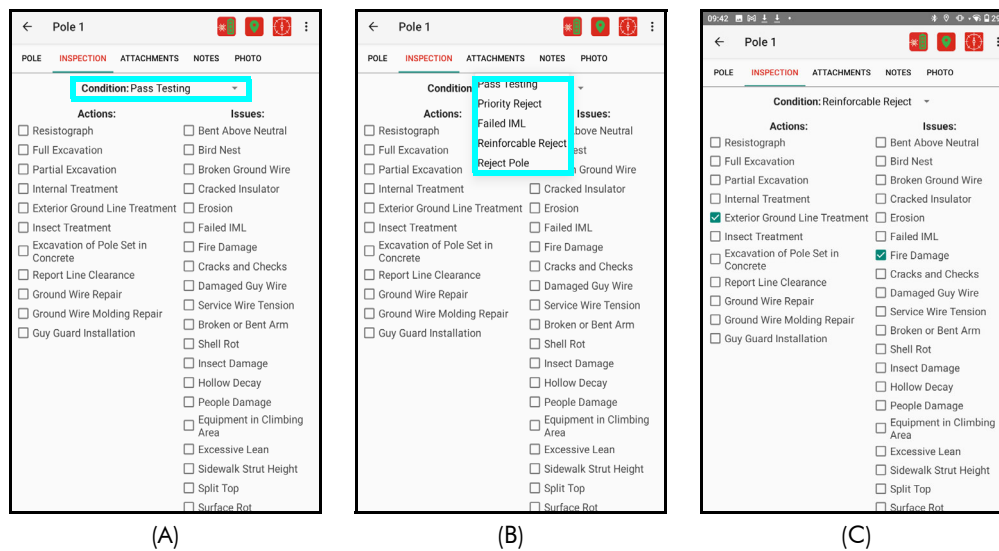 Pole 1
POLE INSPECTION ATTACHMENTS NOTES PHOTO
Condition: Pass Testing
Actions:
Resistograph
Full Excavation
Partial Excavation
Internal Treatment
Exterior Ground Line Treatment
Insect Treatment
Excavation of Pole Set in
Concrete
Report Line Clearance
Ground Wire Repair
Ground Wire Molding Repair
Guy Guard Installation
Issues:
Bent Above Neutral
Bird Nest
Broken Ground Wire
Cracked Insulator
Erosion
Failed IML
Fire Damage
Cracks and Checks
Damaged Guy Wire
Service Wire Tension
Broken or Bent Arm
Shell Rot
Insect Damage
Hollow Decay
People Damage
Equipment in Climbing
Area
Excessive Lean
Sidewalk Strut Height
Split Top
Surface Rot
(A)
Pole 1
POLE INSPECTION ATTACHMENTS NOTES PHOTO
Condition
Pass Testing
Priority Reject
Failed IML
Reinforcable Reject
Reject Pole
Actions:
Resistograph
Full Excavation
Partial Excavation
Internal Treatment
Exterior Ground Line Treatment
Insect Treatment
Excavation of Pole Set in
Concrete
Report Line Clearance
Ground Wire Repair
Ground Wire Molding Repair
Guy Guard Installation
Issues:
bove Neutral
est
n Ground Wire
Cracked Insulator
Erosion
Failed IML
Fire Damage
Cracks and Checks
Damaged Guy Wire
Service Wire Tension
Broken or Bent Arm
Shell Rot
Insect Damage
Hollow Decay
People Damage
Equipment in Climbing
Area
Excessive Lean
Sidewalk Strut Height
Split Top
Surface Rot
(B)
09:42 29
Pole 1
POLE INSPECTION ATTACHMENTS NOTES PHOTO
Condition: Reinforcable Reject
Actions:
Resistograph
Full Excavation
Partial Excavation
Internal Treatment
Exterior Ground Line Treatment
Insect Treatment
Excavation of Pole Set in
Concrete
Report Line Clearance
Ground Wire Repair
Ground Wire Molding Repair
Guy Guard Installation
Issues:
Bent Above Neutral
Bird Nest
Broken Ground Wire
Cracked Insulator
Erosion
Failed IML
Fire Damage
Cracks and Checks
Damaged Guy Wire
Service Wire Tension
Broken or Bent Arm
Shell Rot
Insect Damage
Hollow Decay
People Damage
Equipment in Climbing
Area
Excessive Lean
Sidewalk Strut Height
Split Top
Surface Rot
(C)